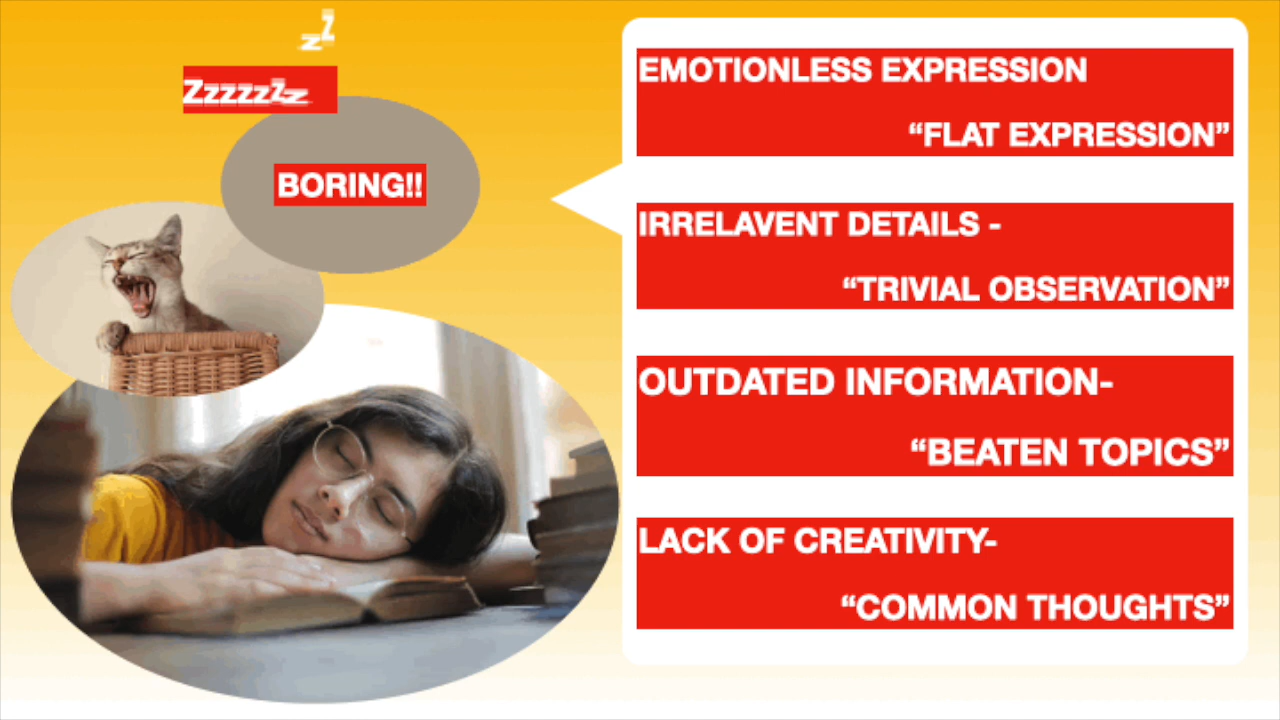 zZ
ZzzzzZz
BORING!!
EMOTIONLESS EXPRESSION
“FLAT EXPRESSION”
IRRELAVENT DETAILS -
“TRIVIAL OBSERVATION”
OUTDATED INFORMATION-
“BEATEN TOPICS”
LACK OF CREATIVITY-
“COMMON THOUGHTS”